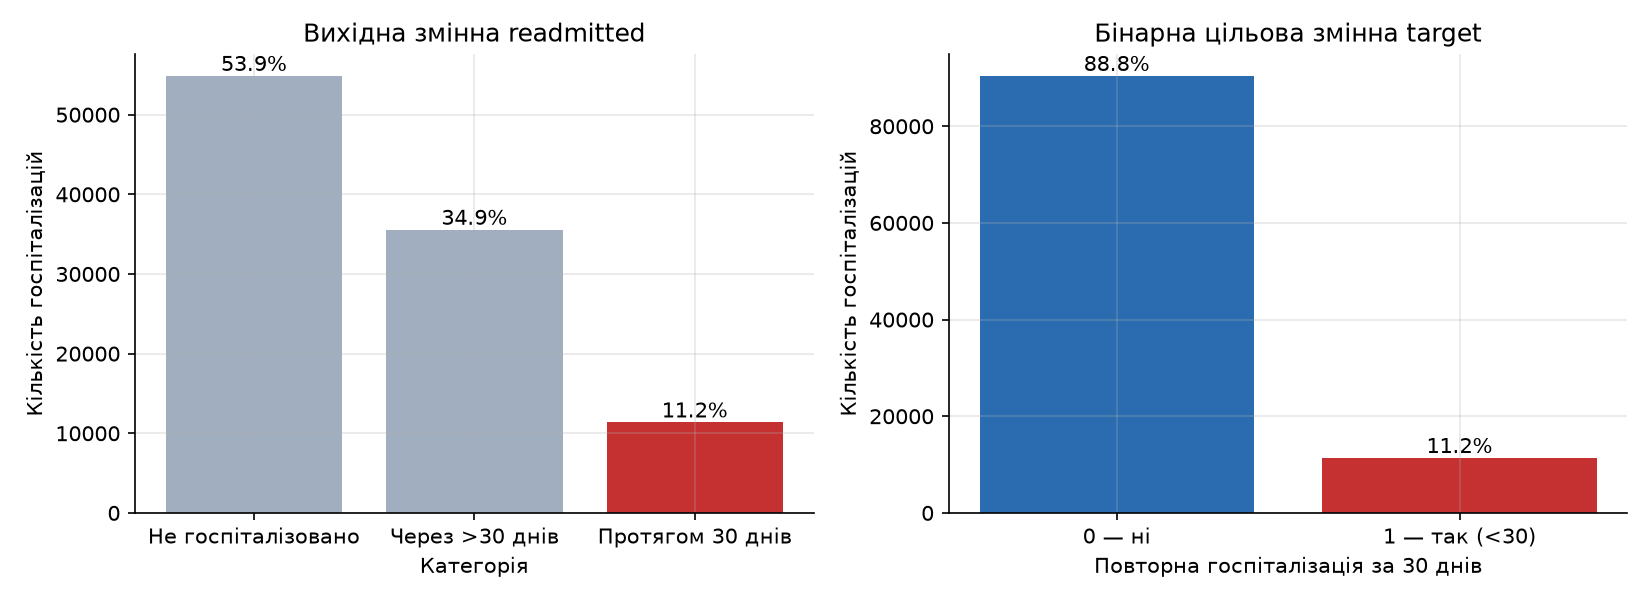 Вихідна змінна readmitted
53.9%
34.9%
11.2%
50000
40000
30000
20000
10000
0
Кількість госпіталізацій
Не госпіталізовано
Через >30 днів
Протягом 30 днів
Категорія
Бінарна цільова змінна target
88.8%
11.2%
80000
60000
40000
20000
0
Кількість госпіталізацій
0 — ні
1 — так (<30)
Повторна госпіталізація за 30 днів